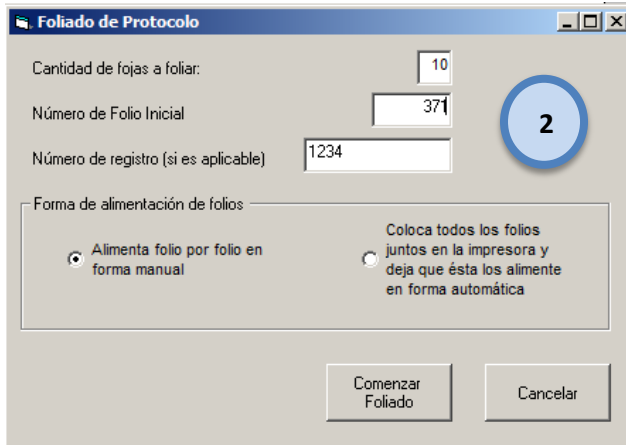 Foliado de Protocolo
Cantidad de fojas a foliar: 10
Número de Folio Inicial 371
Número de registro (si es aplicable) 1234
2
Forma de alimentación de folios
Alimenta folio por folio en
forma manual
Coloca todos los folios
juntos en la impresora y
deja que ésta los alimente
en forma automática
Comenzar
Foliado
Cancelar